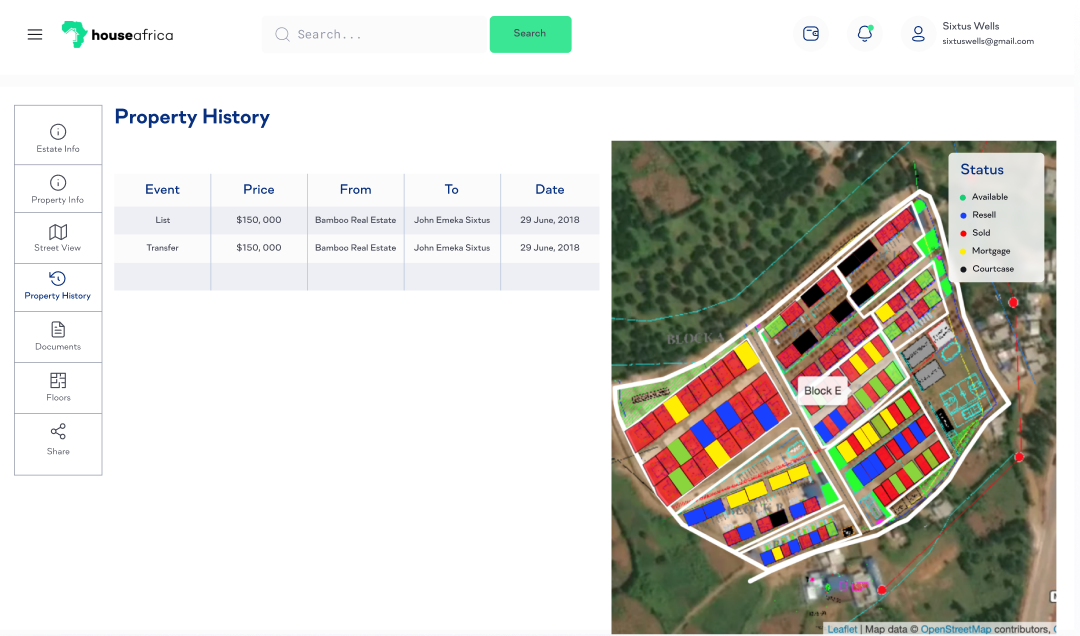 houseafrica
Search...
Search
Sixtus Wells
sixtuswells@gmail.com
Estate Info
Property Info
Street View
Property History
Documents
Floors
Share
Property History
Event Price From To Date
List $150, 000 Bamboo Real Estate John Emeka Sixtus 29 June, 2018
Transfer $150, 000 Bamboo Real Estate John Emeka Sixtus 29 June, 2018
Status
Available
Resell
Sold
Mortgage
Courtcase
BLOCK A
Block E
BLOCK B
Leaflet | Map data © OpenStreetMap contributors,